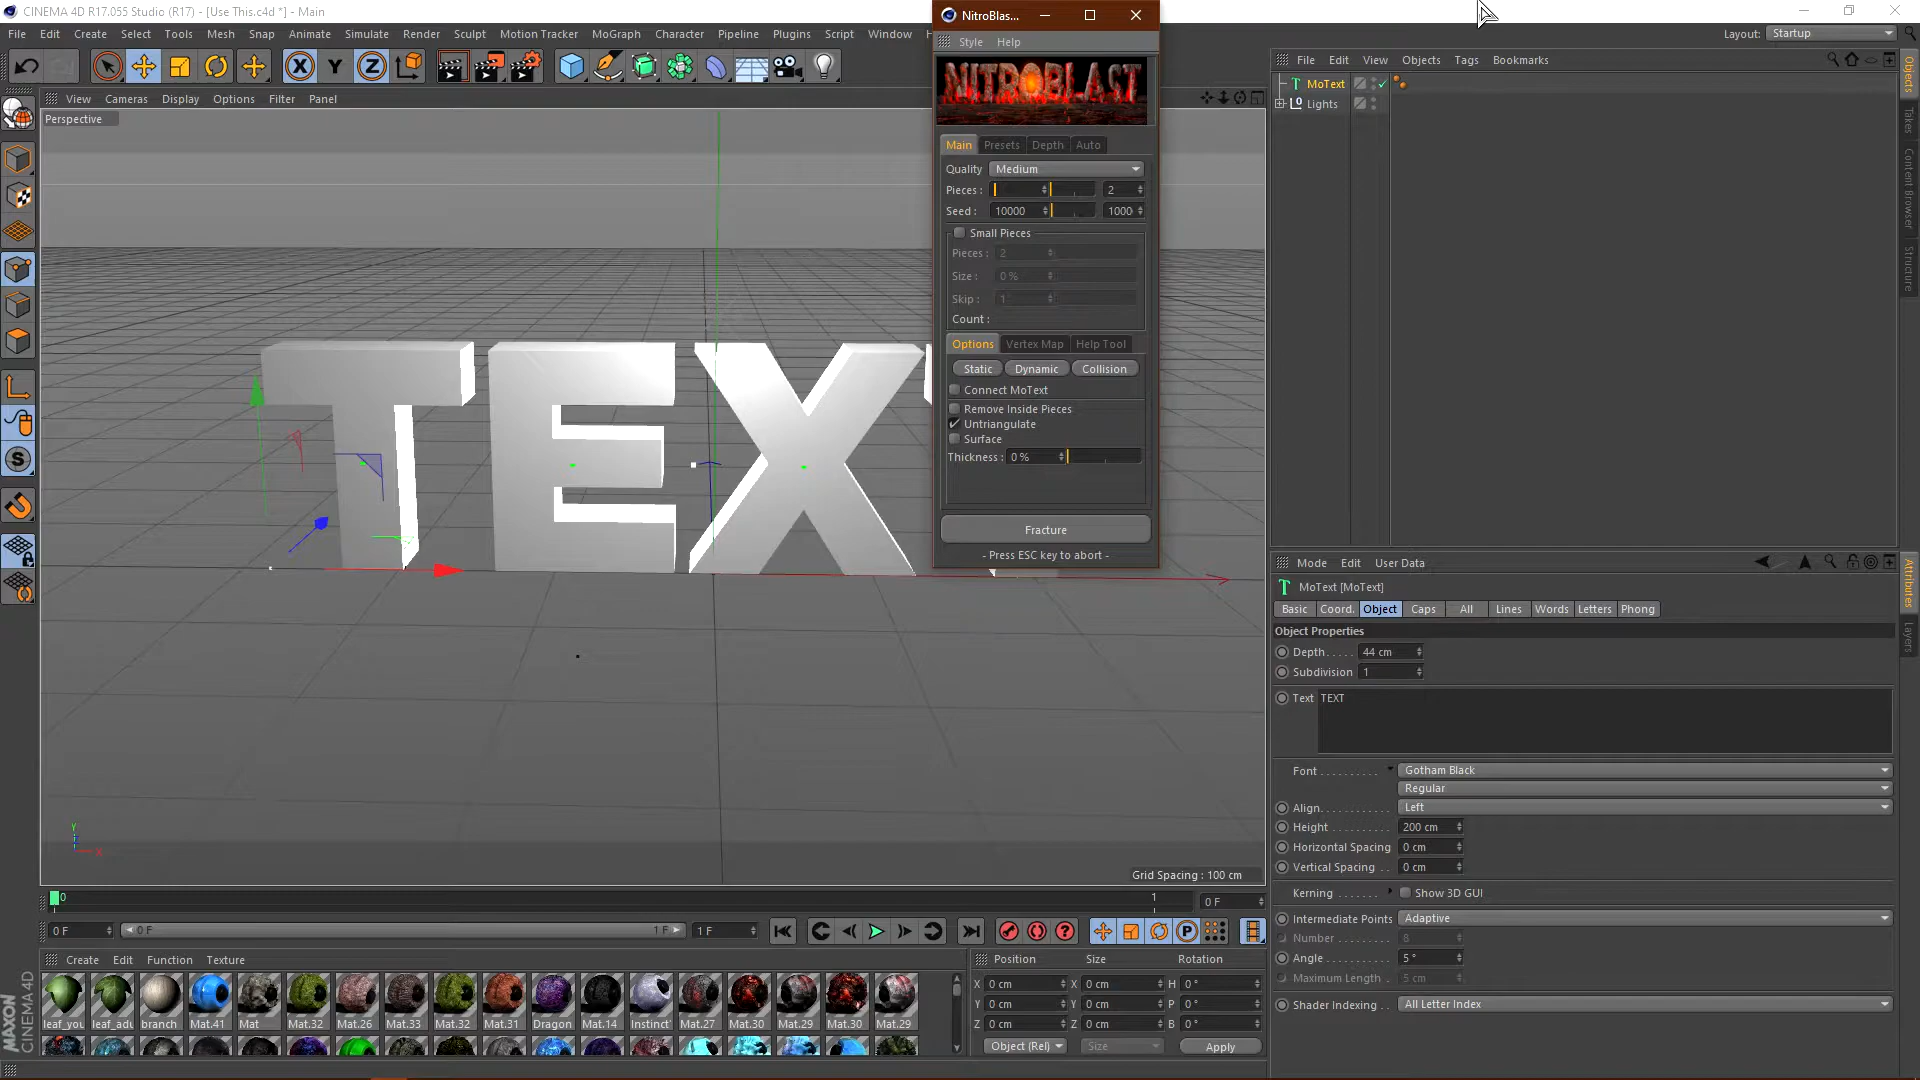 CINEMA 4D R17.055 Studio (R17) - [Use This.c4d *] - Main
NitroBlas...
File Edit Create Select Tools Mesh Snap Animate Simulate Render Sculpt Motion Tracker MoGraph Character Pipeline Plugins Script Window
Style Help
Layout: Startup
File Edit View Objects Tags Bookmarks
NITROBLAST
MoText
Lights
View Cameras Display Options Filter Panel
Perspective
Main Presets Depth Auto
Quality Medium
Pieces : 2
Seed : 10000 1000
Small Pieces
Pieces : 2
Size : 0 %
Skip : 1
Count :
Options Vertex Map Help Tool
Static Dynamic Collision
Connect MoText
Remove Inside Pieces
Untriangulate
Surface
Thickness : 0 %
Fracture
- Press ESC key to abort -
TEX
Grid Spacing : 100 cm
Objects
Takes
Content Browser
Structure
Attributes
Layers
Mode Edit User Data
MoText [MoText]
Basic Coord. Object Caps All Lines Words Letters Phong
Object Properties
Depth 44 cm
Subdivision 1
Text TEXT
Font Gotham Black
Regular
Align Left
Height 200 cm
Horizontal Spacing 0 cm
Vertical Spacing 0 cm
Kerning Show 3D GUI
Intermediate Points Adaptive
Number 8
Angle 5 °
Maximum Length 5 cm
Shader Indexing All Letter Index
0 1 0 F
0 F 0 F 1 F 1 F
Create Edit Function Texture
leaf_you leaf_adu branch Mat.41 Mat Mat.32 Mat.26 Mat.33 Mat.32 Mat.31 Dragon Mat.14 Instinct Mat.27 Mat.30 Mat.29 Mat.30 Mat.29
Position Size Rotation
X 0 cm X 0 cm H 0 °
Y 0 cm Y 0 cm P 0 °
Z 0 cm Z 0 cm B 0 °
Object (Rel) Size Apply
MAXON CINEMA 4D